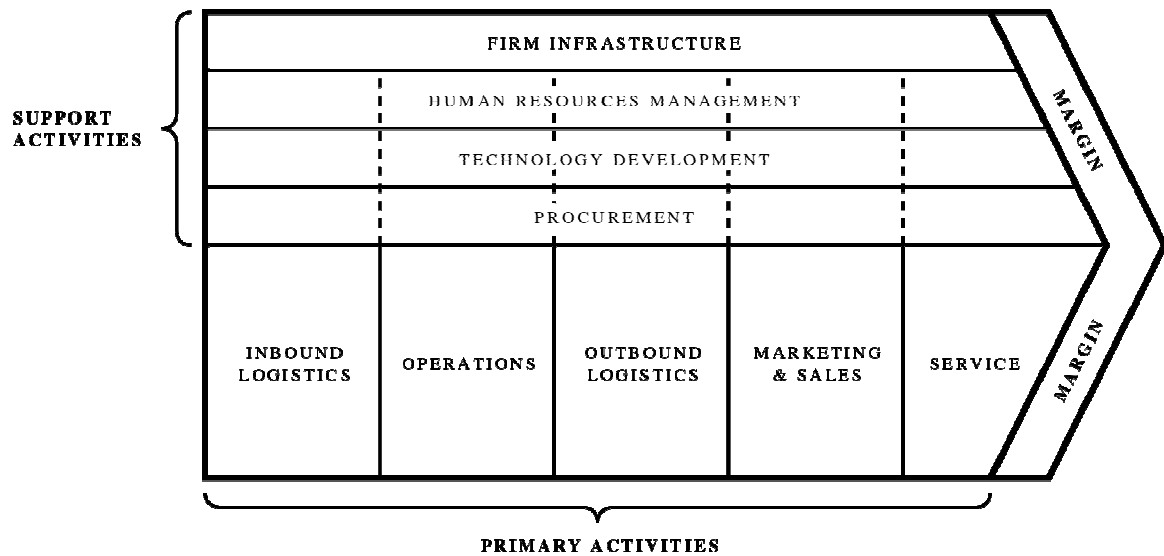 FIRM INFRASTRUCTURE
HUMAN RESOURCES MANAGEMENT
SUPPORT
ACTIVITIES
TECHNOLOGY DEVELOPMENT
PROCUREMENT
MARGIN
INBOUND
LOGISTICS
OPERATIONS
OUTBOUND
LOGISTICS
MARKETING
& SALES
SERVICE
MARGIN
PRIMARY ACTIVITIES